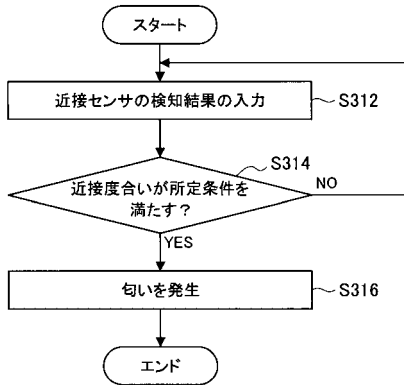 スタート
近接センサの検知結果の入力
S312
S314
近接度合いが所定条件を
満たす？
NO
YES
匂いを発生
S316
エンド